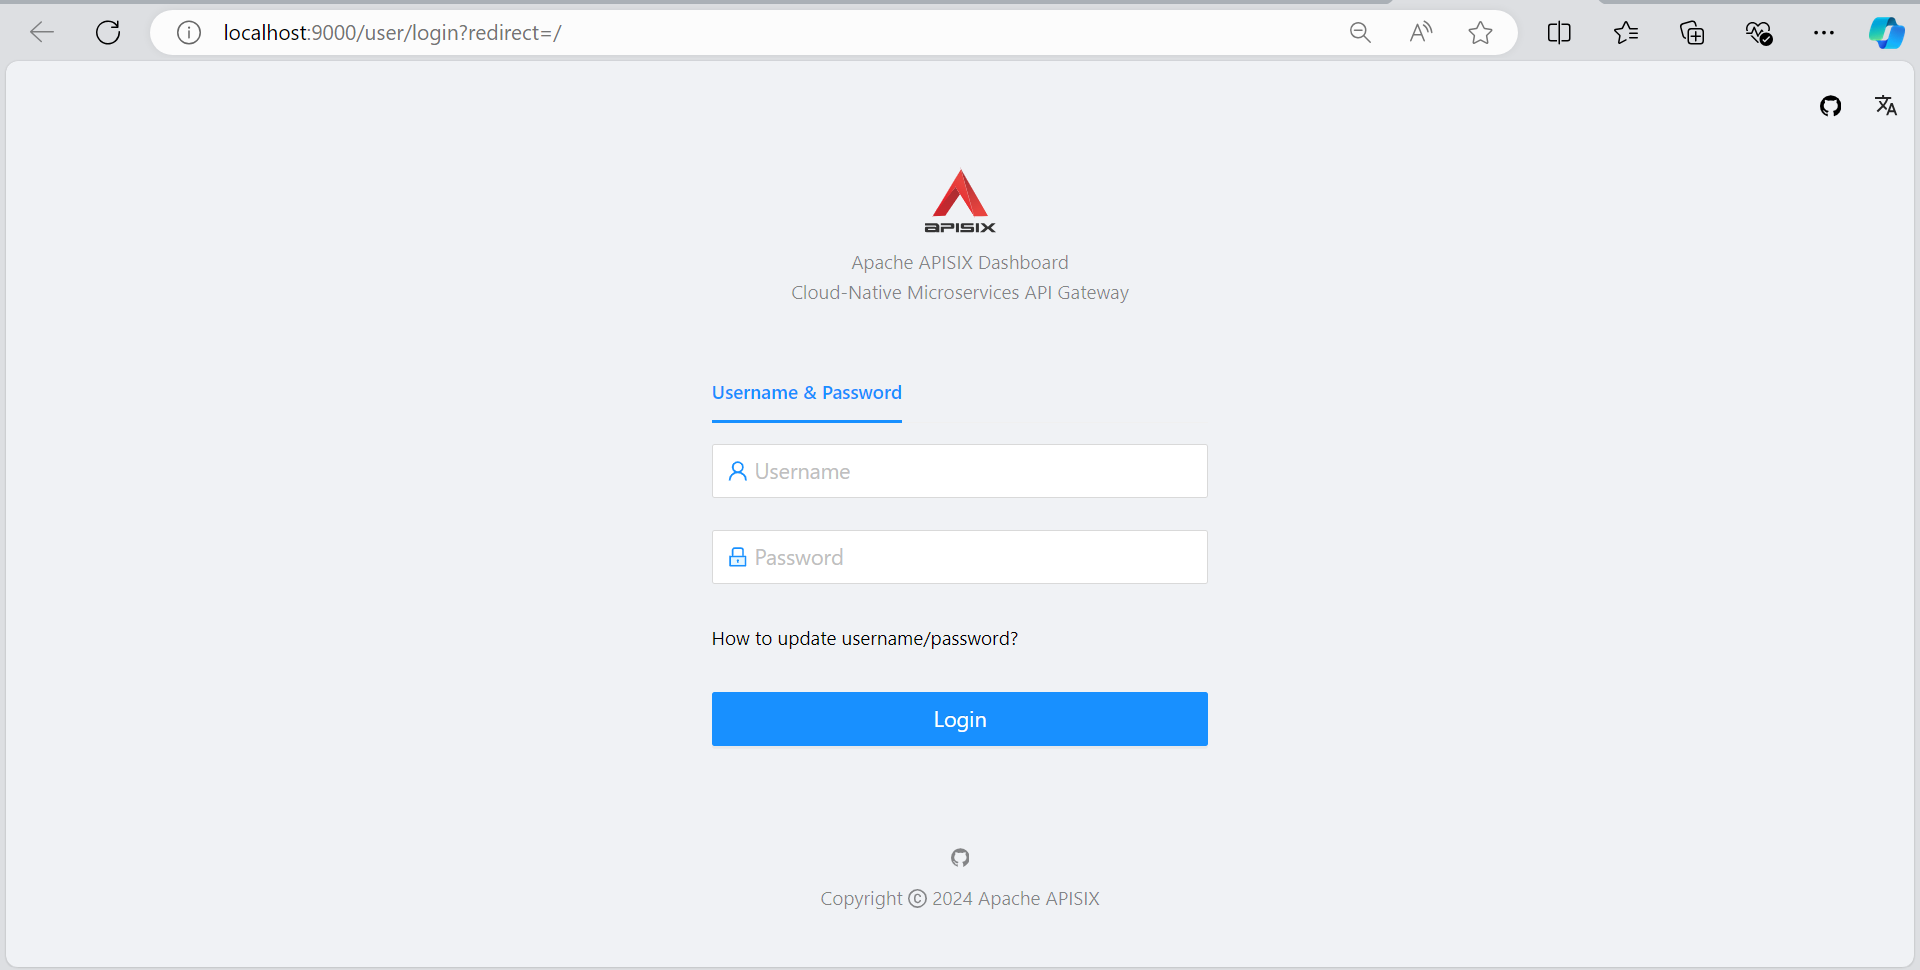 localhost:9000/user/login?redirect=/
APISIX
Apache APISIX Dashboard
Cloud-Native Microservices API Gateway
Username & Password
Username
Password
How to update username/password?
Login
Copyright © 2024 Apache APISIX